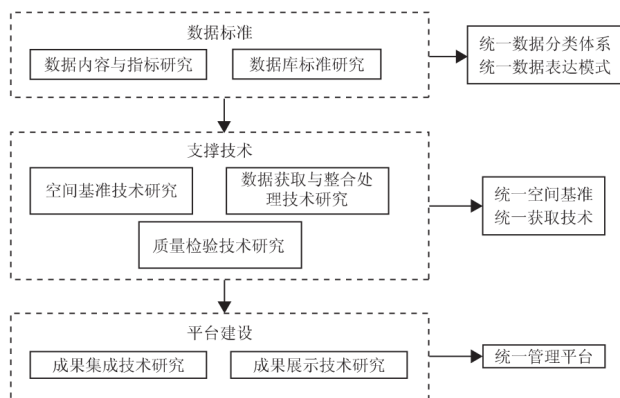 数据标准
数据内容与指标研究
数据库标准研究
统一数据分类体系
统一数据表达模式
支撑技术
空间基准技术研究
数据获取与整合处
理技术研究
质量检验技术研究
统一空间基准
统一获取技术
平台建设
成果集成技术研究
成果展示技术研究
统一管理平台